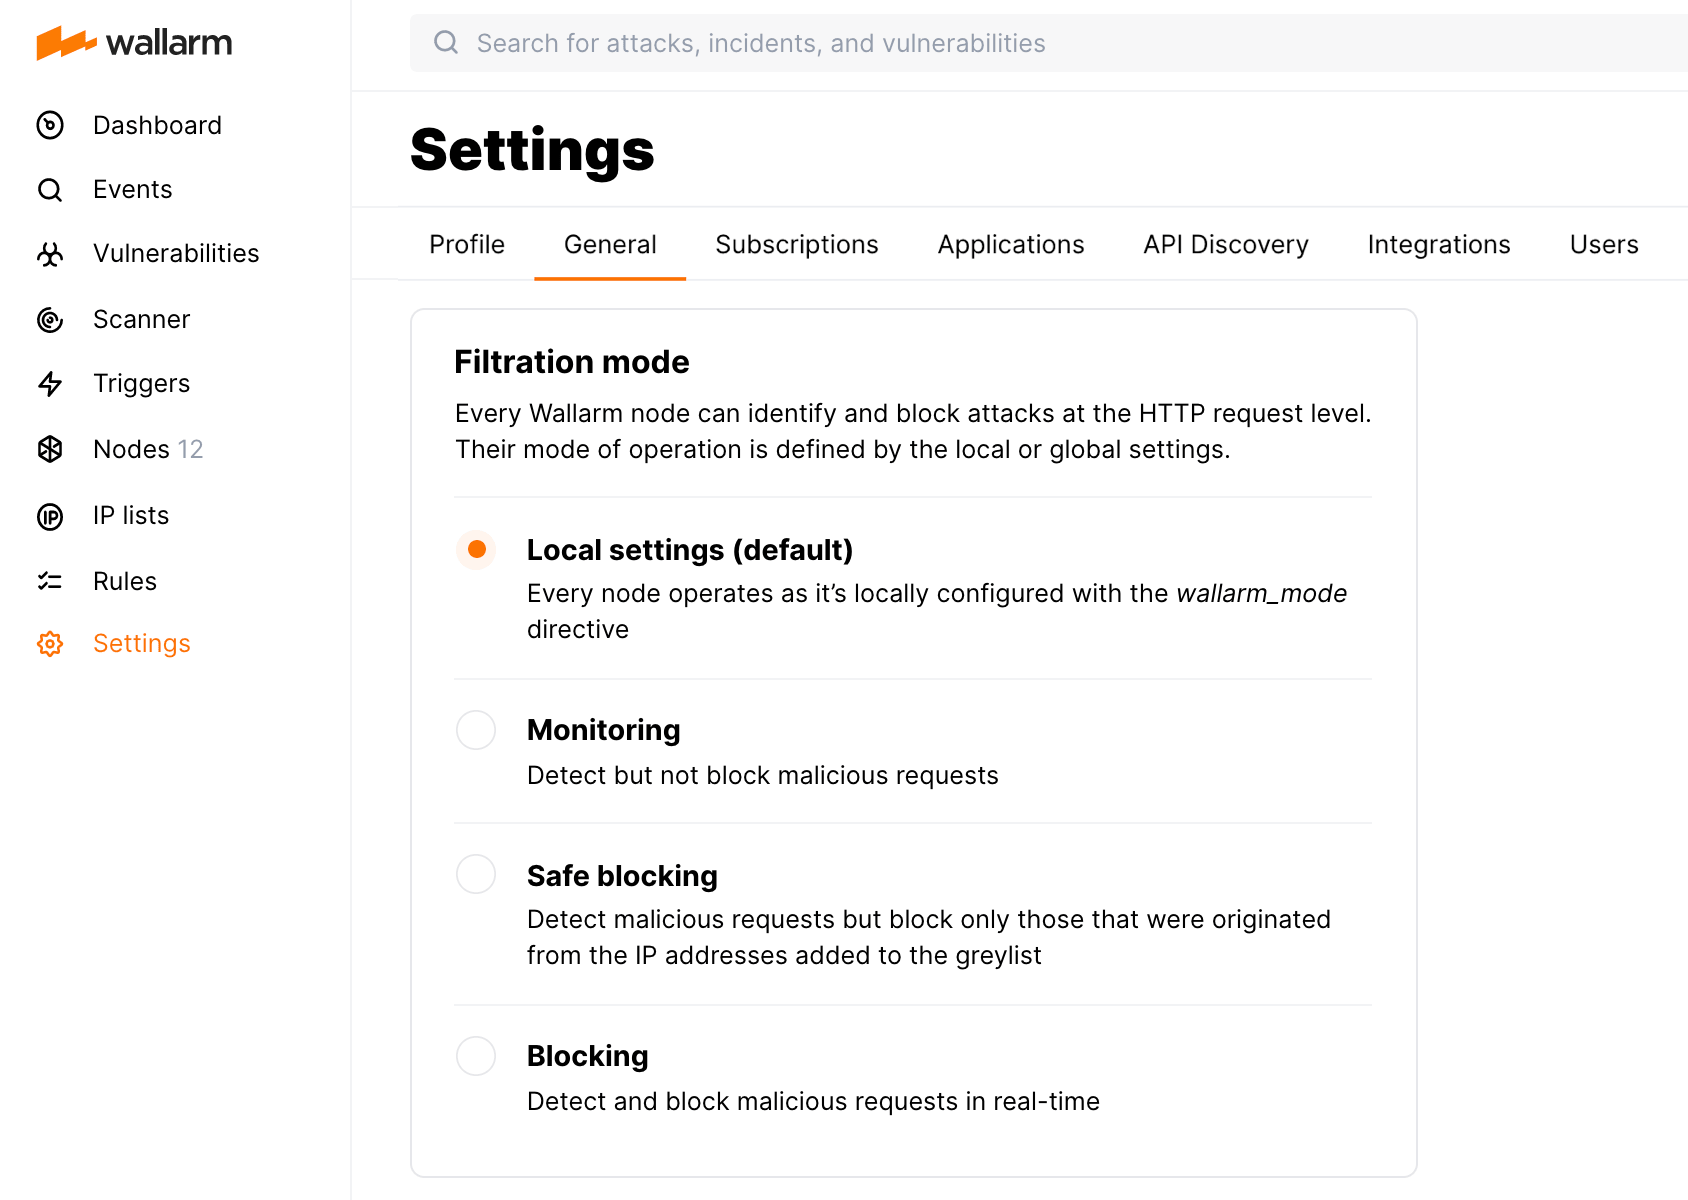 wallarm
Search for attacks, incidents, and vulnerabilities
Dashboard
Events
Vulnerabilities
Scanner
Triggers
Nodes 12
IP lists
Rules
Settings
Settings
Profile General Subscriptions Applications API Discovery Integrations Users
Filtration mode
Every Wallarm node can identify and block attacks at the HTTP request level.
Their mode of operation is defined by the local or global settings.
Local settings (default)
Every node operates as it’s locally configured with the wallarm_mode
directive
Monitoring
Detect but not block malicious requests
Safe blocking
Detect malicious requests but block only those that were originated
from the IP addresses added to the greylist
Blocking
Detect and block malicious requests in real-time